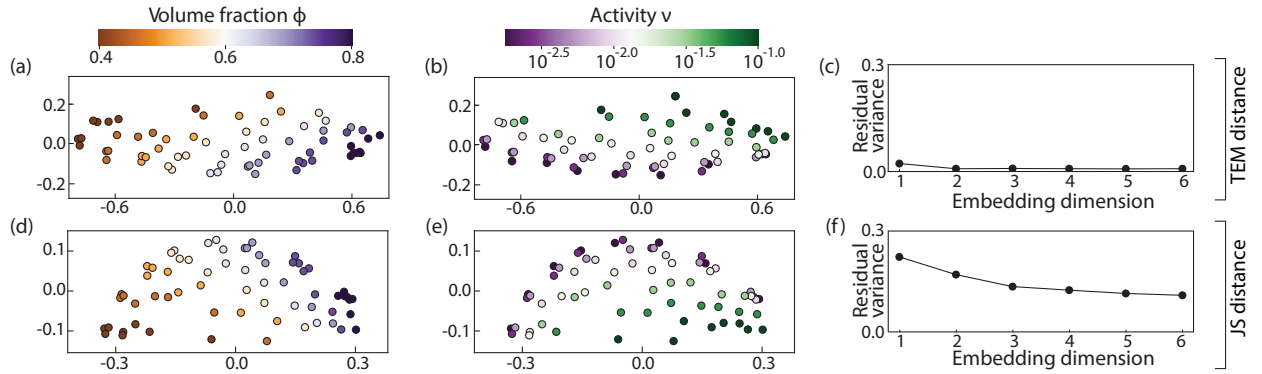 Volume fraction ϕ
0.4 0.6 0.8
Activity ν
10^-2.5 10^-2.0 10^-1.5 10^-1.0
(a)
0.2
0.0
-0.2
-0.6 0.0 0.6
(b)
0.2
0.0
-0.2
-0.6 0.0 0.6
(c)
Residual
variance
0.3
0.0
1 2 3 4 5 6
Embedding dimension
TEM distance
(d)
0.1
0.0
-0.1
-0.3 0.0 0.3
(e)
0.1
0.0
-0.1
-0.3 0.0 0.3
(f)
Residual
variance
0.3
0.0
1 2 3 4 5 6
Embedding dimension
JS distance